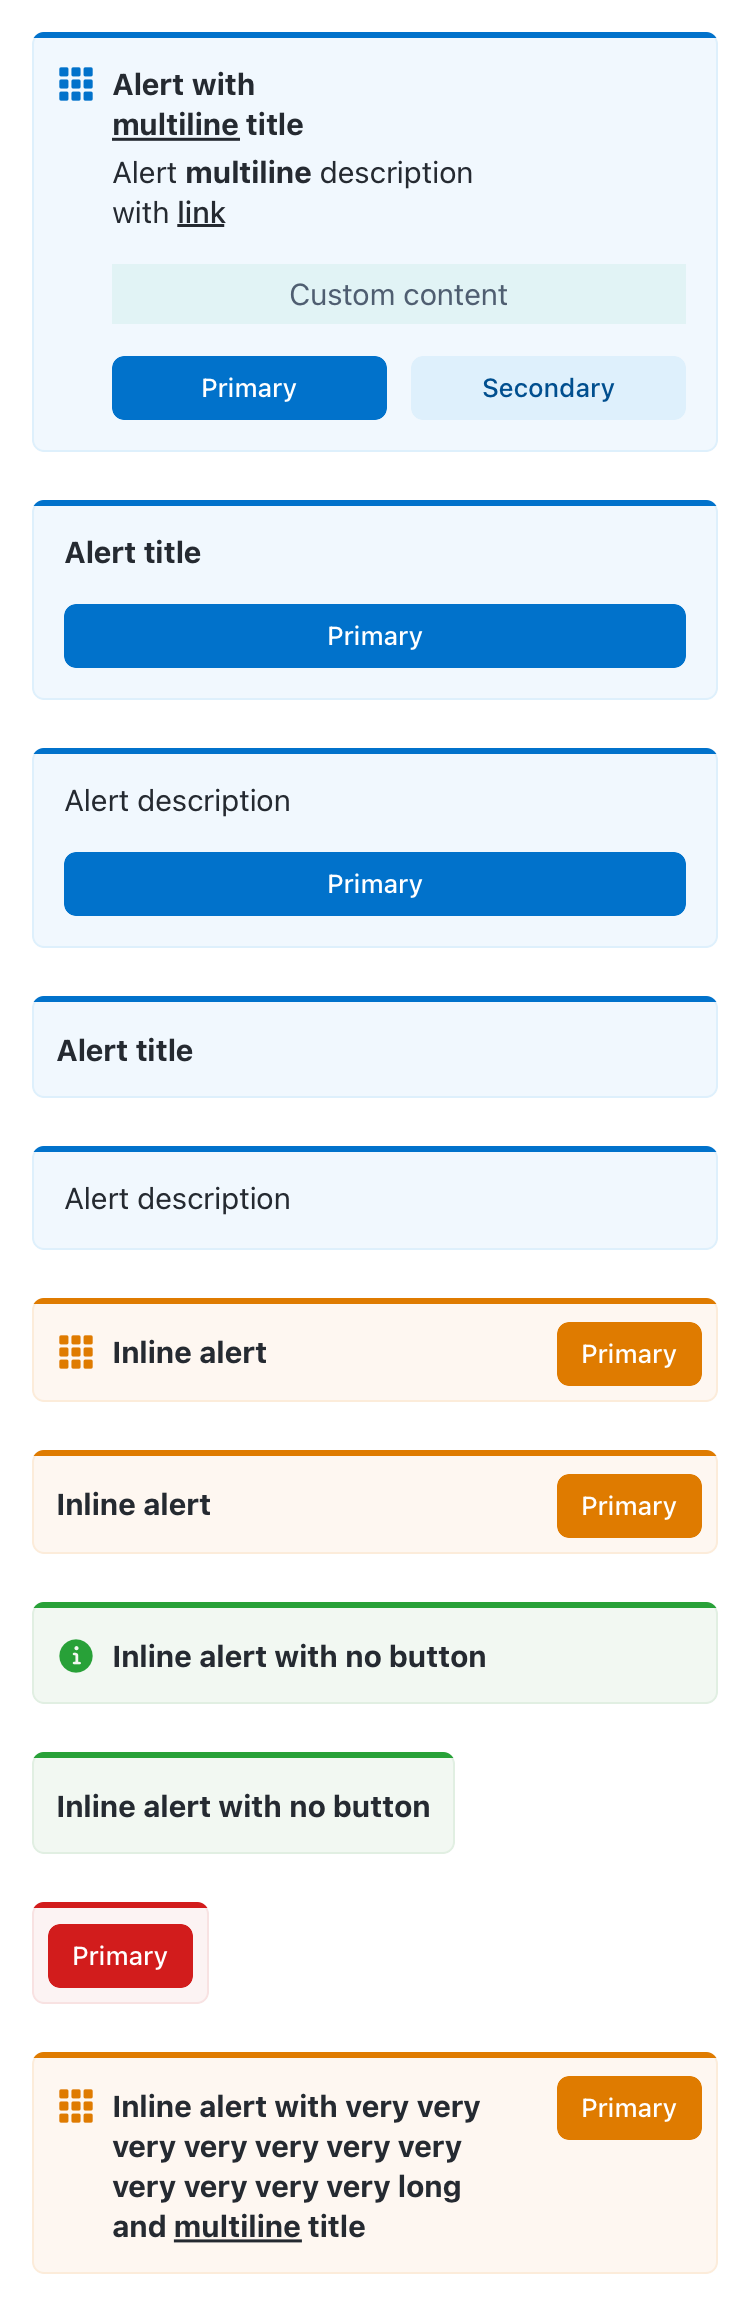 Alert with
multiline title
Alert multiline description
with link
Custom content
Primary
Secondary
Alert title
Primary
Alert description
Primary
Alert title
Alert description
Inline alert
Primary
Inline alert
Primary
Inline alert with no button
Inline alert with no button
Primary
Inline alert with very very
Primary
very very very very very
very very very very long
and multiline title